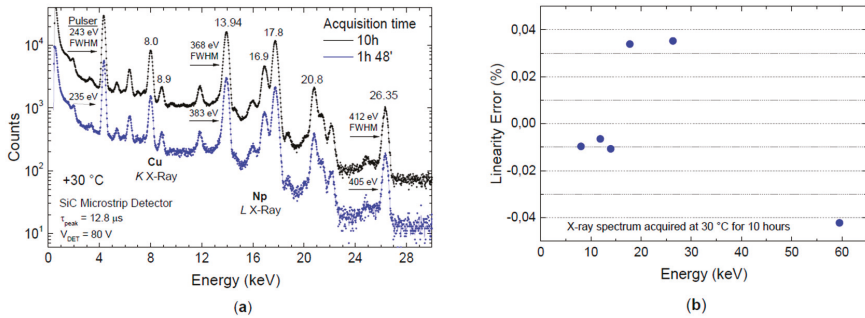 Pulser
243 eV
FWHM
235 eV
8.0
8.9
368 eV
FWHM
383 eV
13.94
16.9
17.8
20.8
26.35
412 eV
FWHM
405 eV
Acquisition time
10h
1h 48'
Cu
K X-Ray
Np
L X-Ray
+30 °C
SiC Microstrip Detector
τpeak = 12.8 µs
VDET = 80 V
Counts
10⁴
10³
10²
10¹
0 4 8 12 16 20 24 28
Energy (keV)
(a)
Linearity Error (%)
0,04
0,02
0,00
-0,02
-0,04
X-ray spectrum acquired at 30 °C for 10 hours
0 10 20 30 40 50 60
Energy (keV)
(b)